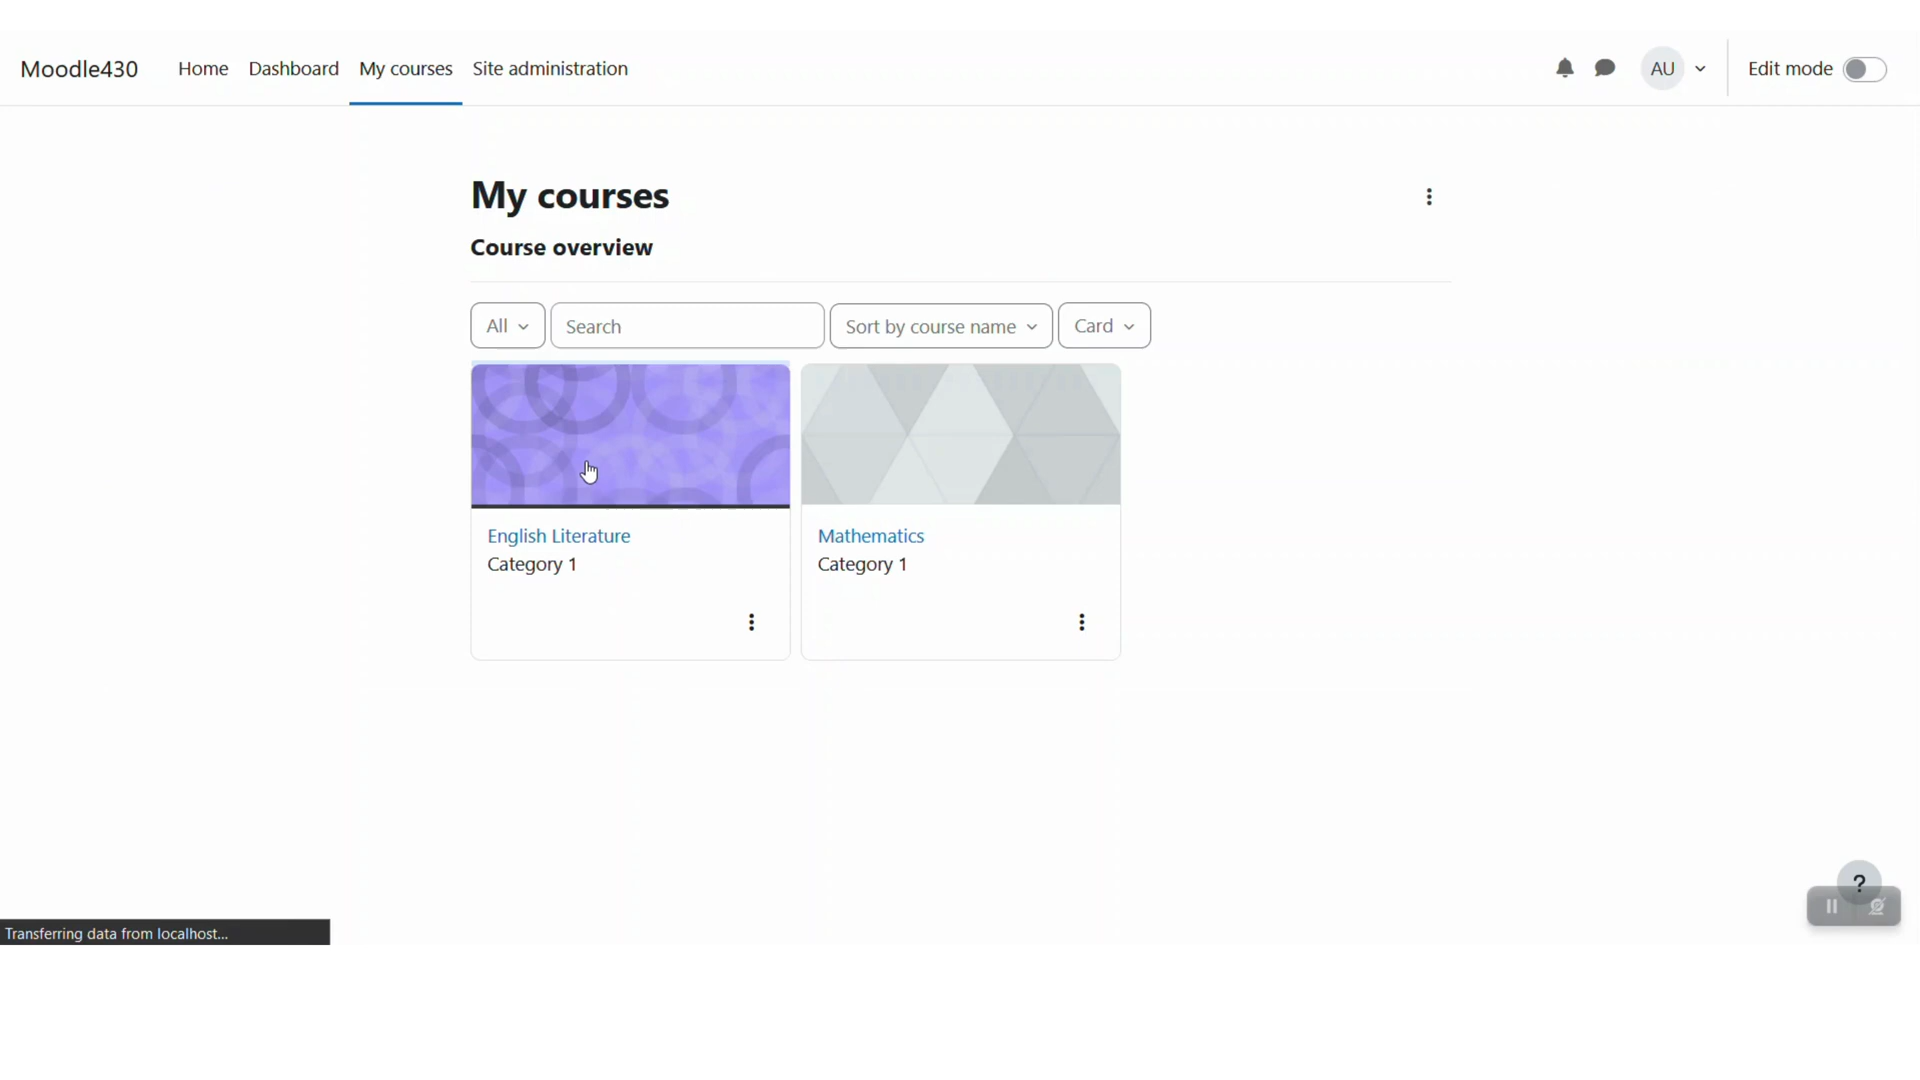 Moodle430 Home Dashboard My courses Site administration AU Edit mode
My courses
Course overview
All Search Sort by course name Card
English Literature Mathematics
Category 1 Category 1
?
Transferring data from localhost...